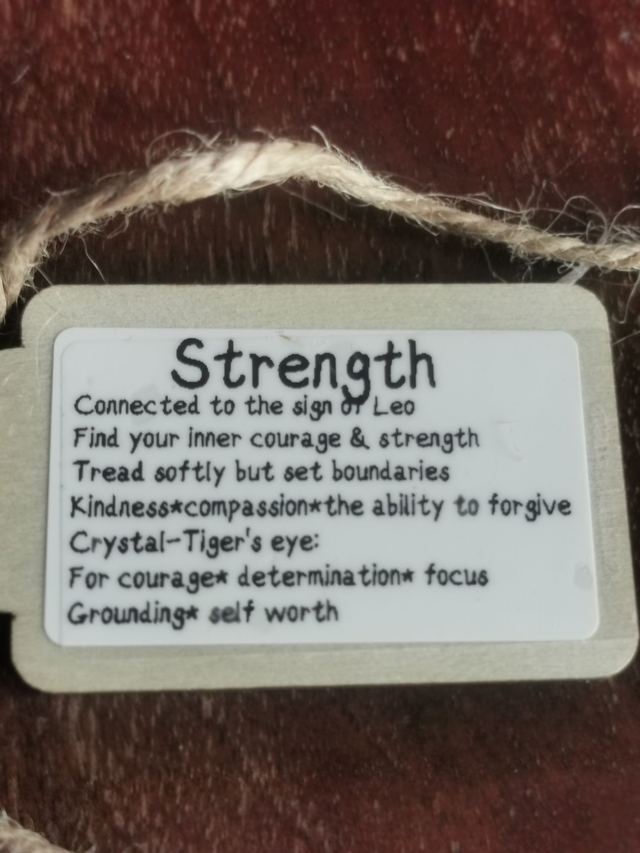 Strength
Connected to the sign of Leo
Find your inner courage & strength
Tread softly but set boundaries
Kindness*compassion*the ability to forgive
Crystal-Tiger's eye:
For courage* determination* focus
Grounding* self worth